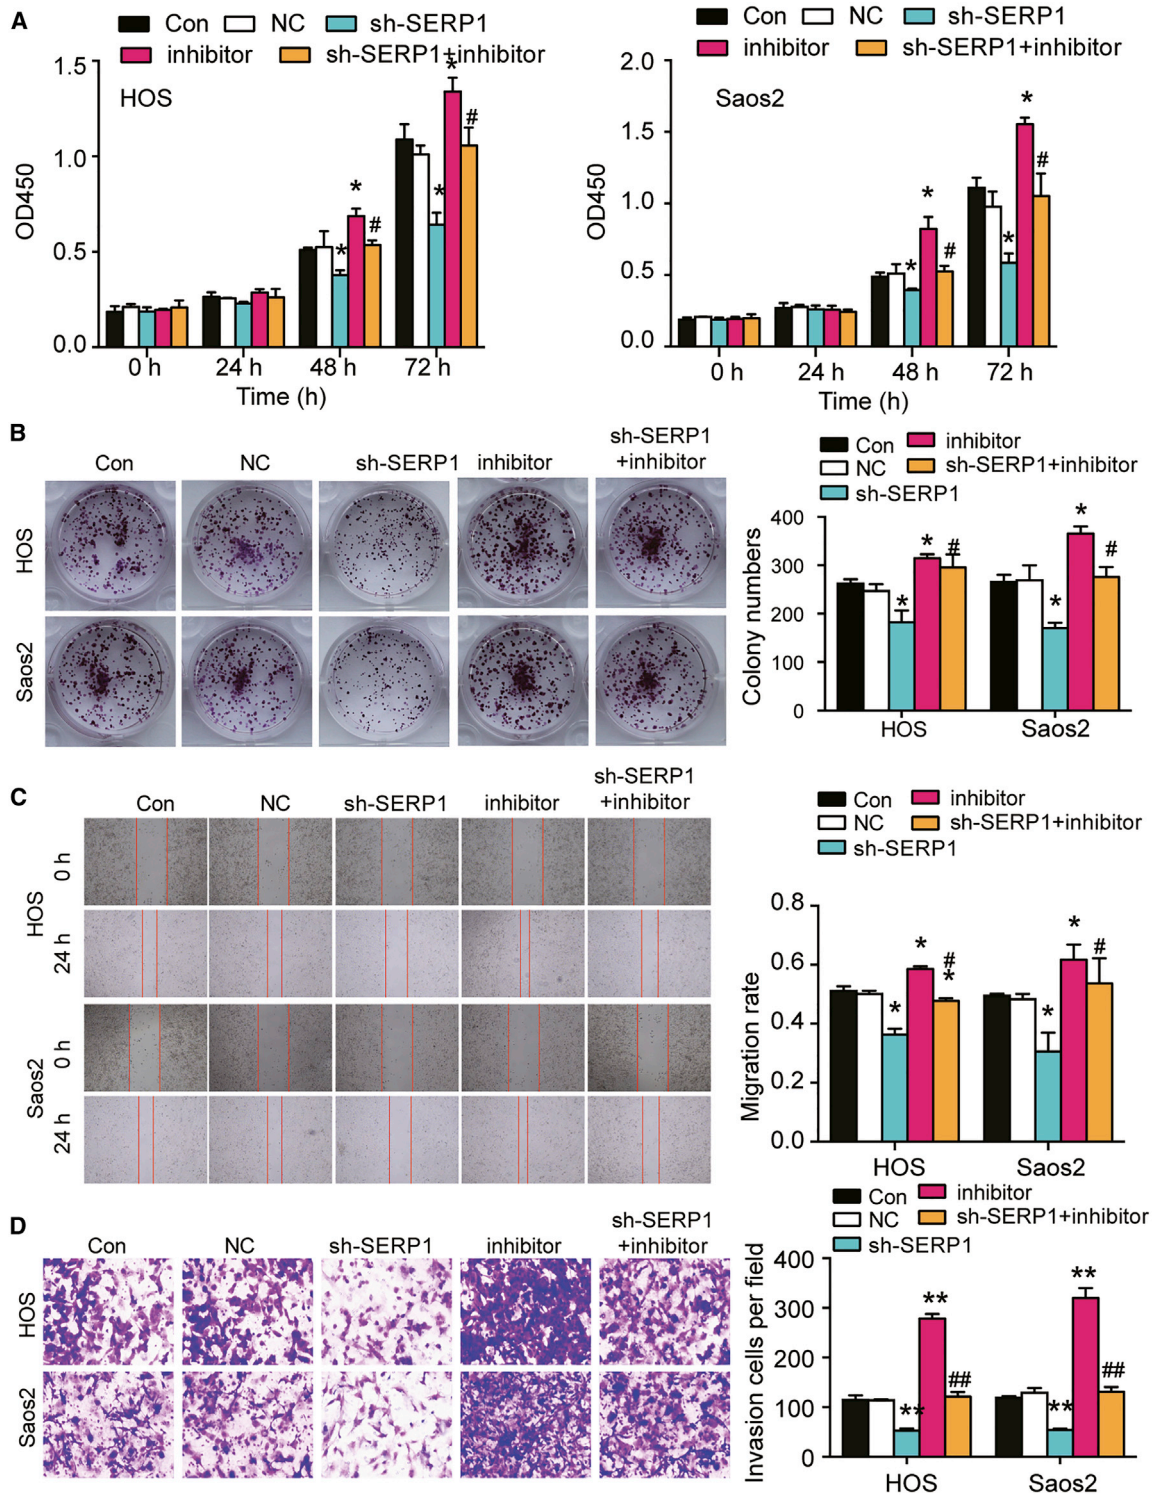 A
Con NC sh-SERP1
inhibitor sh-SERP1+inhibitor
HOS
OD450
1.5
1.0
0.5
0.0
* # * * * #
0 h 24 h 48 h 72 h
Time (h)
Con NC sh-SERP1
inhibitor sh-SERP1+inhibitor
Saos2
OD450
2.0
1.5
1.0
0.5
0.0
* * # * * #
0 h 24 h 48 h 72 h
Time (h)
B
Con NC sh-SERP1 inhibitor sh-SERP1
+inhibitor
HOS
Saos2
Con inhibitor
NC sh-SERP1+inhibitor
sh-SERP1
Colony numbers
400
300
200
100
0
* * # * * #
HOS Saos2
C
Con NC sh-SERP1 inhibitor sh-SERP1
+inhibitor
HOS
0 h
24 h
Saos2
0 h
24 h
Con inhibitor
NC sh-SERP1+inhibitor
sh-SERP1
Migration rate
0.8
0.6
0.4
0.2
0.0
* * # * * * #
HOS Saos2
D
Con NC sh-SERP1 inhibitor sh-SERP1
+inhibitor
HOS
Saos2
Con inhibitor
NC sh-SERP1+inhibitor
sh-SERP1
Invasion cells per field
400
300
200
100
0
** ** ## ** ** ##
HOS Saos2